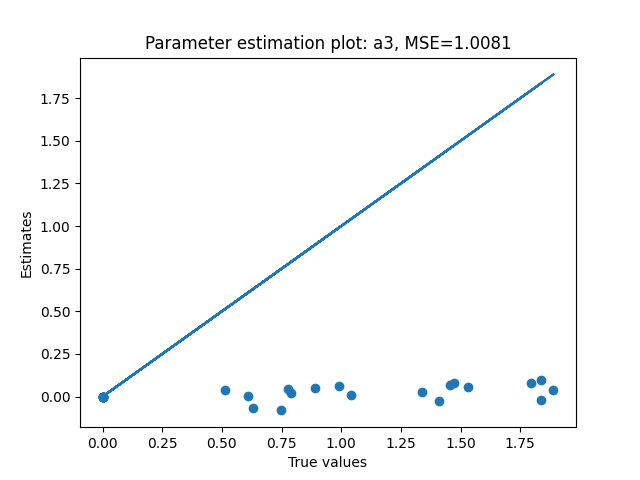 Parameter estimation plot: a3, MSE=1.0081
1.75
1.50
1.25
1.00
0.75
0.50
0.25
0.00
Estimates
0.00 0.25 0.50 0.75 1.00 1.25 1.50 1.75
True values